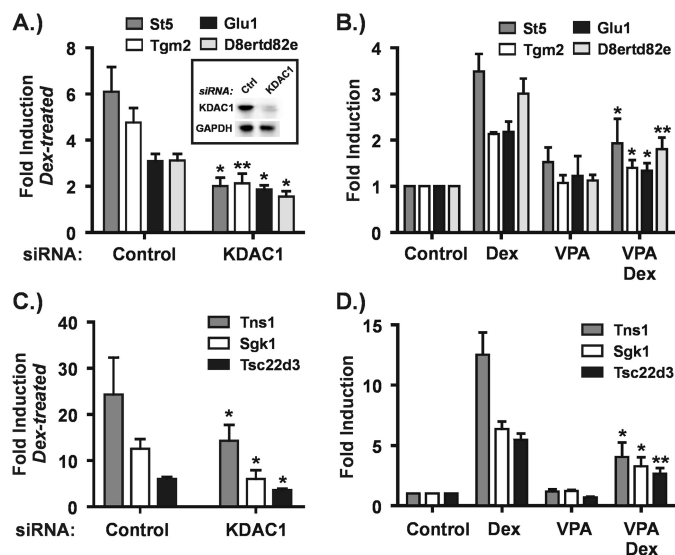 A.)
St5 Glu1
Tgm2 D8ertd82e
Fold Induction
Dex-treated
8
6
4
2
0
siRNA: Ctrl KDAC1
KDAC1
GAPDH
* ** * *
siRNA: Control KDAC1
B.)
St5 Glu1
Tgm2 D8ertd82e
Fold Induction
4
3
2
1
0
* * * **
Control Dex VPA VPA
Dex
C.)
Tns1
Sgk1
Tsc22d3
Fold Induction
Dex-treated
40
30
20
10
0
* * *
siRNA: Control KDAC1
D.)
Tns1
Sgk1
Tsc22d3
Fold Induction
15
10
5
0
* * **
Control Dex VPA VPA
Dex